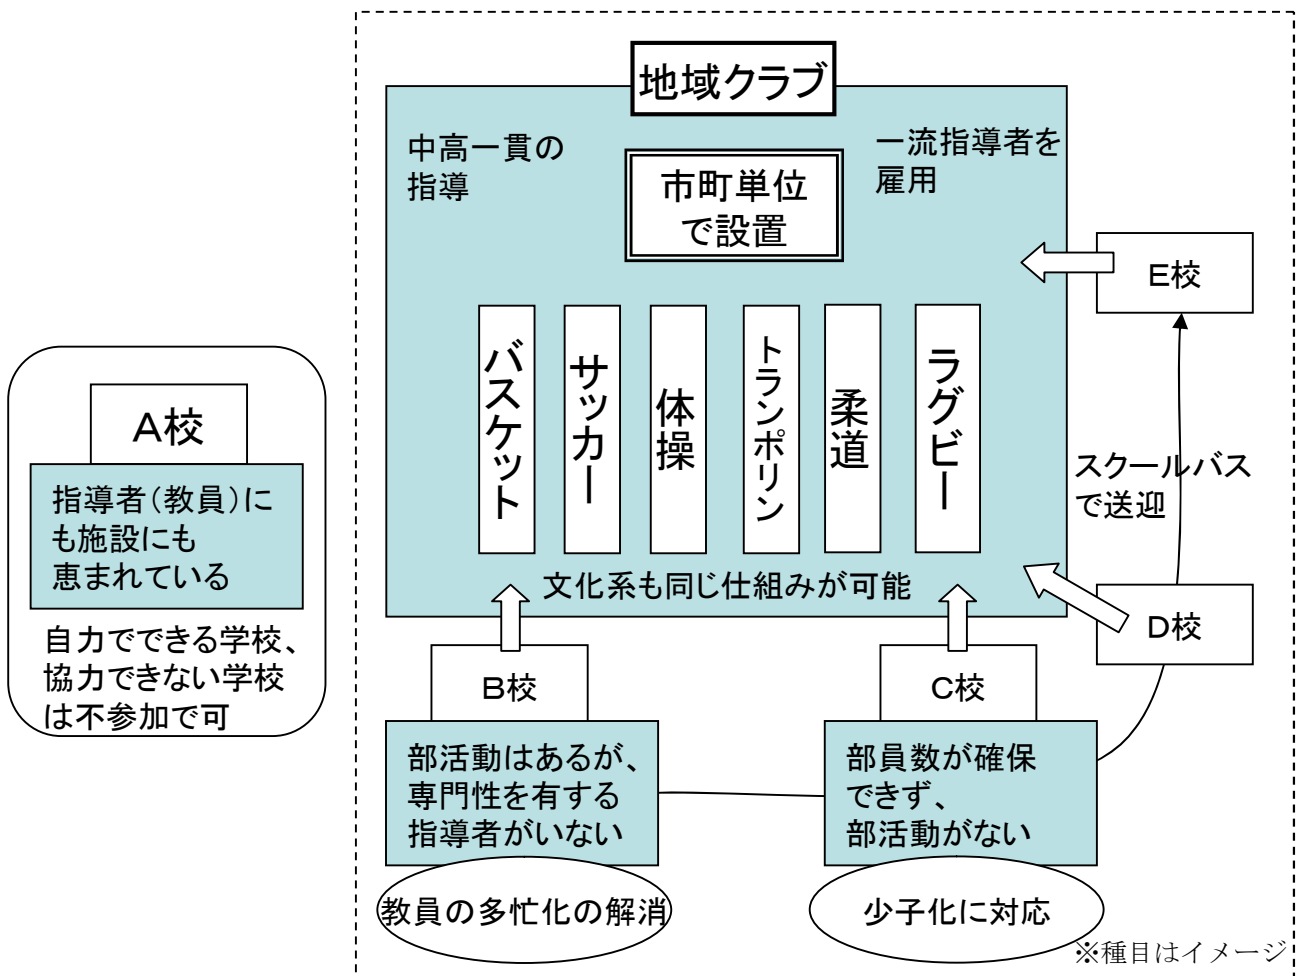 地域クラブ
中高一貫の
指導
一流指導者を
雇用
市町単位
で設置
バスケット
サッカー
体操
トランポリン
柔道
ラグビー
文化系も同じ仕組みが可能
E校
スクールバス
で送迎
D校
A校
指導者(教員)に
も施設にも
恵まれている
自力でできる学校、
協力できない学校
は不参加で可
B校
部活動はあるが、
専門性を有する
指導者がいない
教員の多忙化の解消
C校
部員数が確保
できず、
部活動がない
少子化に対応
※種目はイメージ